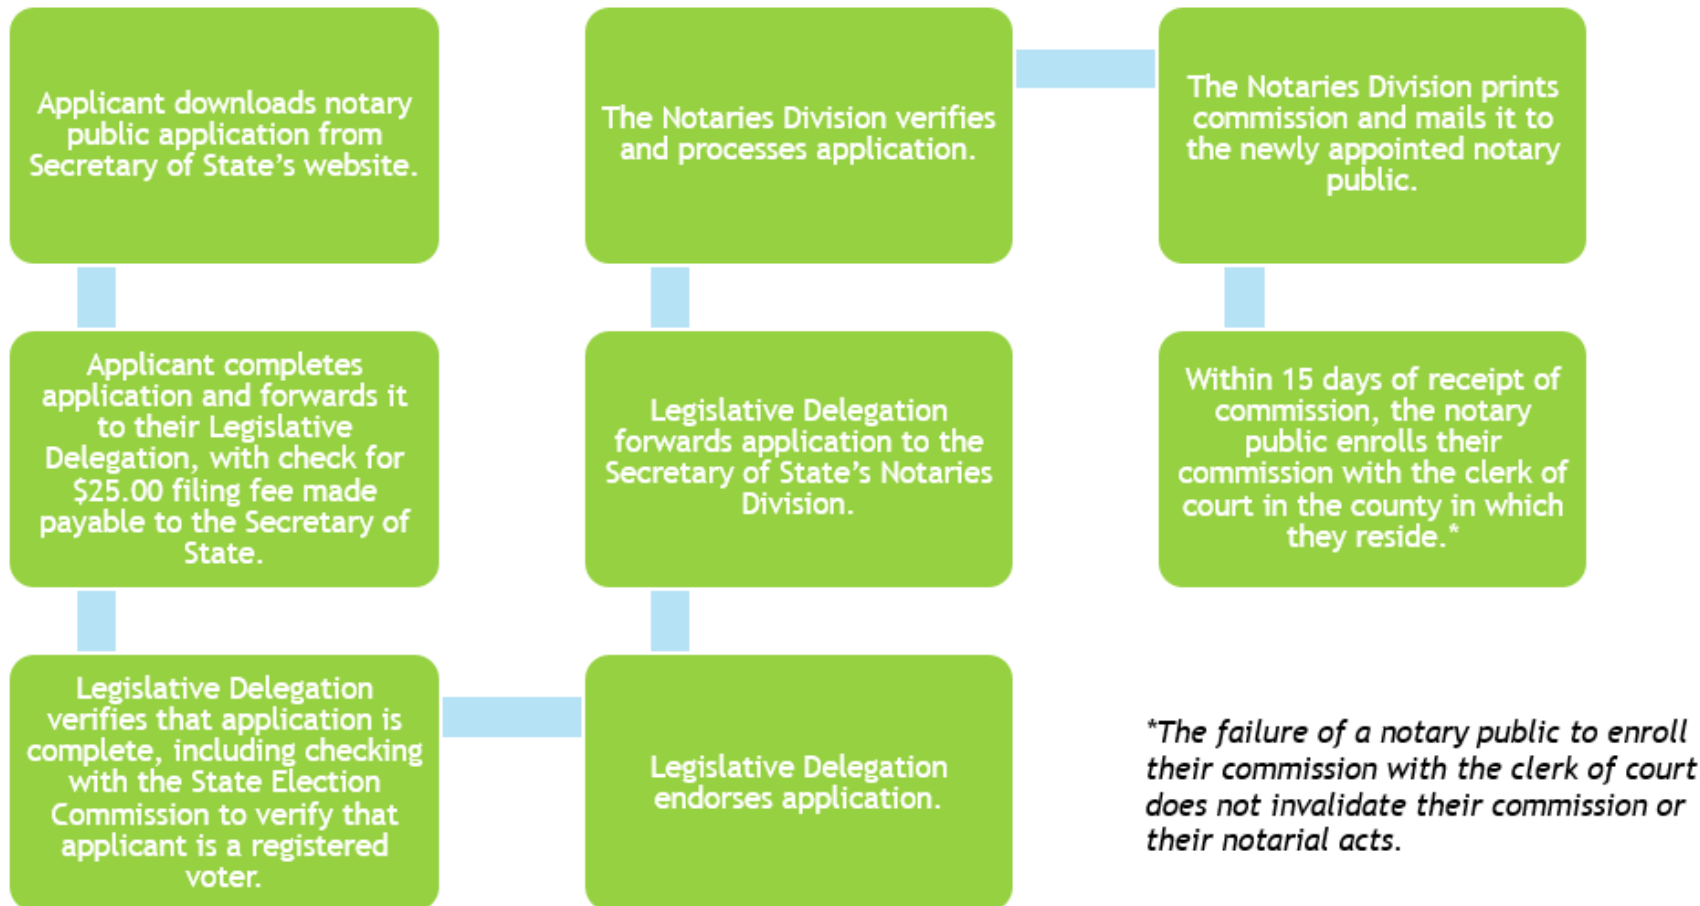 Applicant downloads notary
public application from
Secretary of State’s website.
Applicant completes
application and forwards it
to their Legislative
Delegation, with check for
$25.00 filing fee made
payable to the Secretary of
State.
Legislative Delegation
verifies that application is
complete, including checking
with the State Election
Commission to verify that
applicant is a registered
voter.
Legislative Delegation
endorses application.
Legislative Delegation
forwards application to the
Secretary of State’s Notaries
Division.
The Notaries Division verifies
and processes application.
The Notaries Division prints
commission and mails it to
the newly appointed notary
public.
Within 15 days of receipt of
commission, the notary
public enrolls their
commission with the clerk of
court in the county in which
they reside.*
*The failure of a notary public to enroll
their commission with the clerk of court
does not invalidate their commission or
their notarial acts.